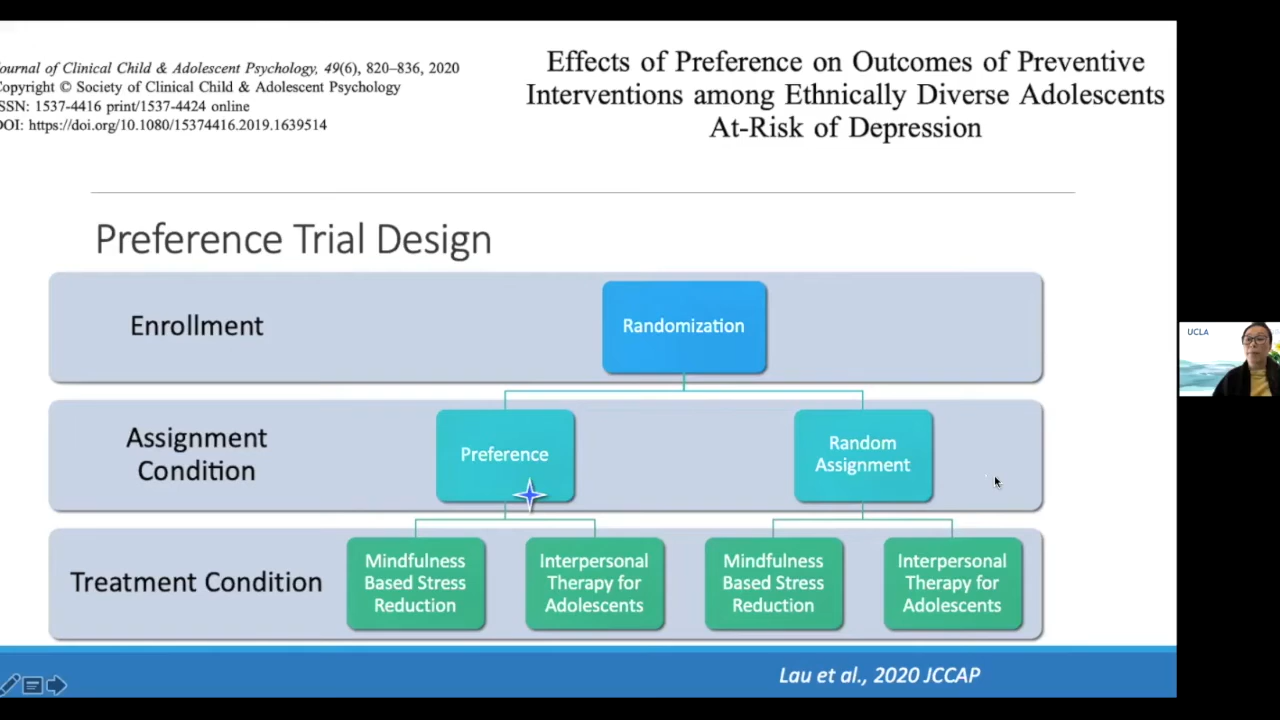 ournal of Clinical Child & Adolescent Psychology, 49(6), 820–836, 2020
opyright © Society of Clinical Child & Adolescent Psychology
SSN: 1537-4416 print/1537-4424 online
OI: https://doi.org/10.1080/15374416.2019.1639514
Effects of Preference on Outcomes of Preventive
Interventions among Ethnically Diverse Adolescents
At-Risk of Depression
Preference Trial Design
Enrollment
Randomization
Assignment
Condition
Preference
Random
Assignment
Treatment Condition
Mindfulness
Based Stress
Reduction
Interpersonal
Therapy for
Adolescents
Mindfulness
Based Stress
Reduction
Interpersonal
Therapy for
Adolescents
Lau et al., 2020 JCCAP
UCLA